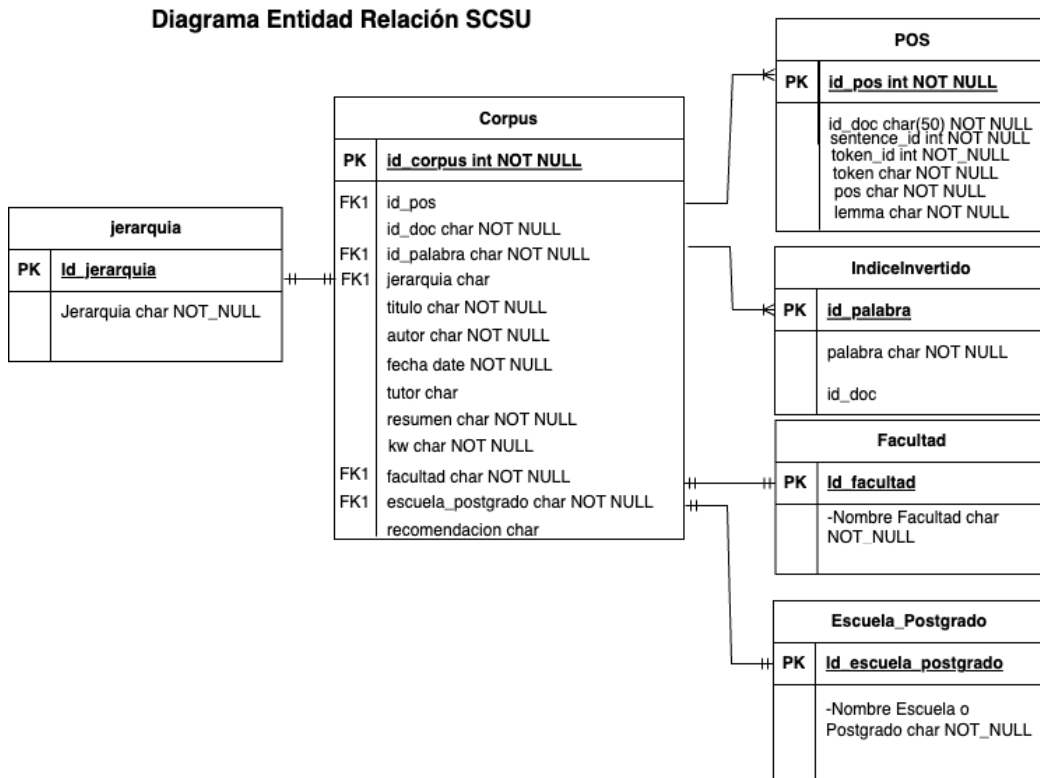 Diagrama Entidad Relación SCSU
jerarquia
PK Id_jerarquia
Jerarquia char NOT_NULL
Corpus
PK id_corpus int NOT NULL
FK1 id_pos
id_doc char NOT NULL
FK1 id_palabra char NOT NULL
FK1 jerarquia char
titulo char NOT NULL
autor char NOT NULL
fecha date NOT NULL
tutor char
resumen char NOT NULL
kw char NOT NULL
FK1 facultad char NOT NULL
FK1 escuela_postgrado char NOT NULL
recomendacion char
POS
PK id_pos int NOT NULL
id_doc char(50) NOT NULL
sentence_id int NOT NULL
token_id int NOT_NULL
token char NOT NULL
pos char NOT NULL
lemma char NOT NULL
IndiceInvertido
PK id_palabra
palabra char NOT NULL
id_doc
Facultad
PK Id_facultad
-Nombre Facultad char
NOT_NULL
Escuela_Postgrado
PK Id_escuela_postgrado
-Nombre Escuela o
Postgrado char NOT_NULL